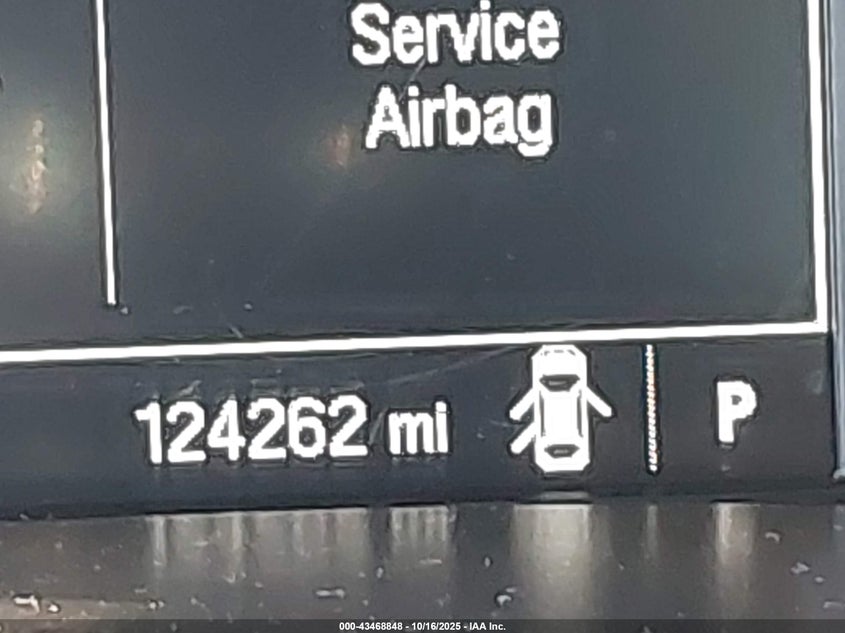 Service
Airbag
124262 mi
P
000-43468848 - 10/16/2025 - IAA Inc.